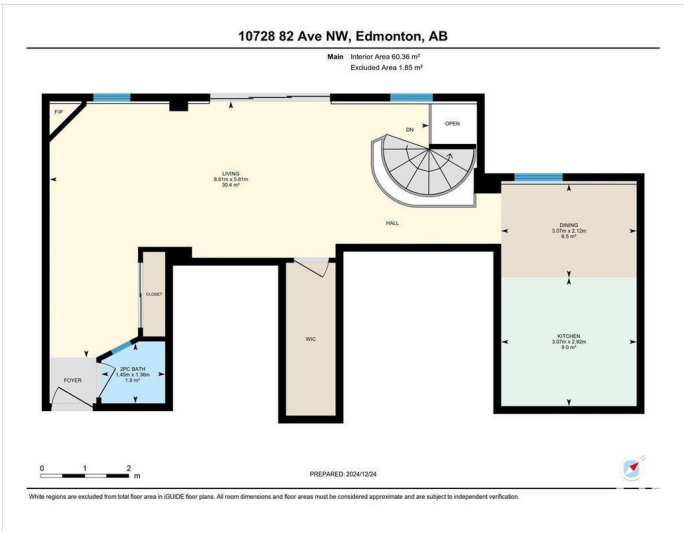 10728 82 Ave NW, Edmonton, AB
Main Interior Area 60.36 m²
Excluded Area 1.85 m²
F/P
DN
OPEN
LIVING
8.61m x 5.81m
30.4 m²
HALL
DINING
3.07m x 2.12m
6.5 m²
CLOSET
WIC
KITCHEN
3.07m x 2.92m
9.0 m²
FOYER
2PC BATH
1.45m x 1.36m
1.8 m²
0 1 2
m
PREPARED: 2024/12/24
White regions are excluded from total floor area in iGUIDE floor plans. All room dimensions and floor areas must be considered approximate and are subject to independent verification.